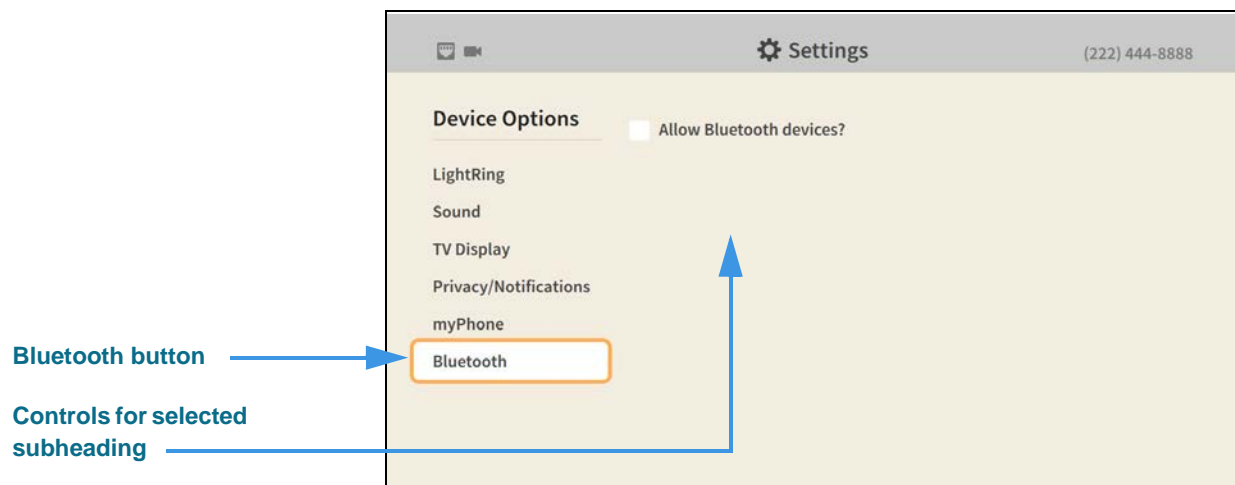 Settings
(222) 444-8888
Device Options
Allow Bluetooth devices?
LightRing
Sound
TV Display
Privacy/Notifications
myPhone
Bluetooth button
Bluetooth
Controls for selected
subheading